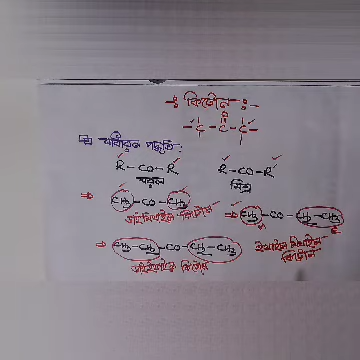 -: কিটোন :-
O
- C - C - C -
সাধারন পদ্ধতি :-
R - CO - R    R - CO - R'
সরল    মিশ্র
⇒ CH₃ - CO - CH₃    ⇒ CH₃ - CO - CH₂ - CH₃
ডাইমিথাইল কিটোন
⇒ CH₃ - CH₂ - CO - CH₂ - CH₃    ইথাইল মিথাইল কিটোন
ডাইইথাইল কিটোন